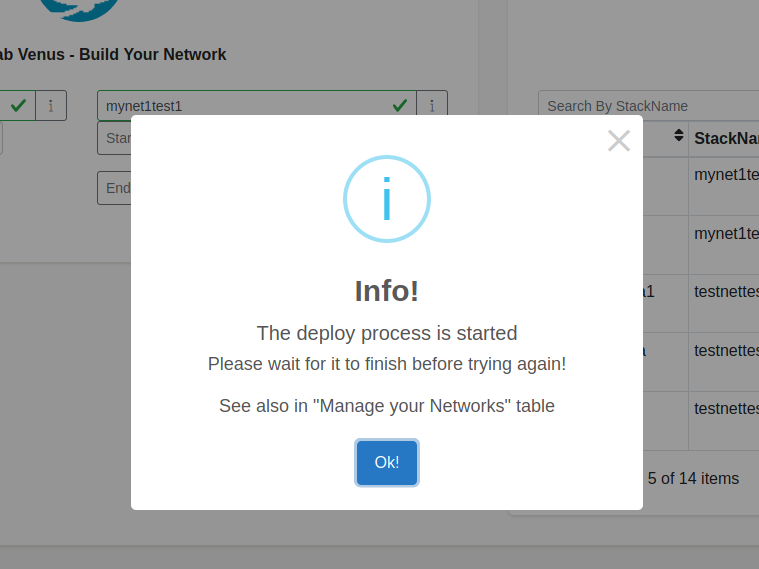 ab Venus - Build Your Network
mynet1test1
Search By StackName
Star
StackNa
mynet1te
End
mynet1te
a1
testnettes
a
testnettes
testnettes
5 of 14 items
Info!
The deploy process is started
Please wait for it to finish before trying again!
See also in "Manage your Networks" table
Ok!